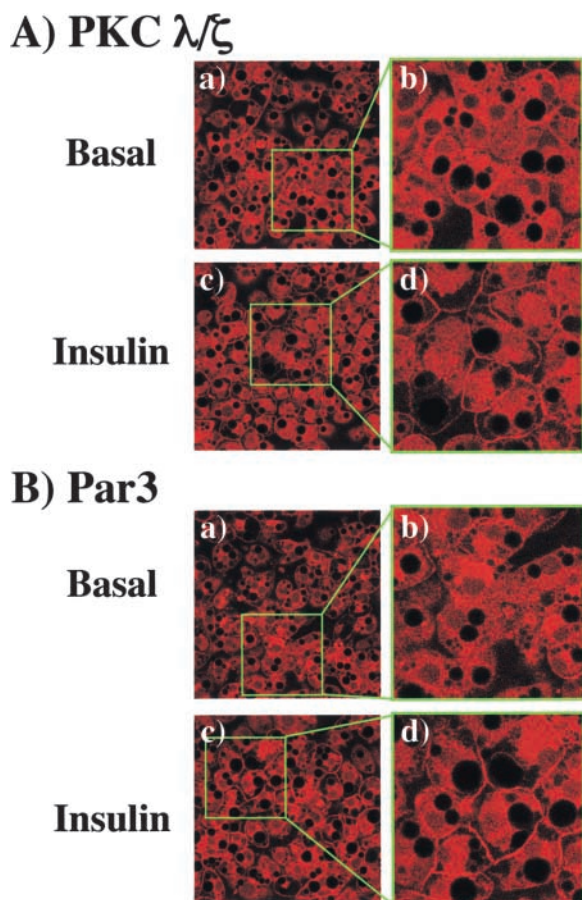 A) PKC λ/ζ
a)
b)
Basal
c)
d)
Insulin
B) Par3
a)
b)
Basal
c)
d)
Insulin